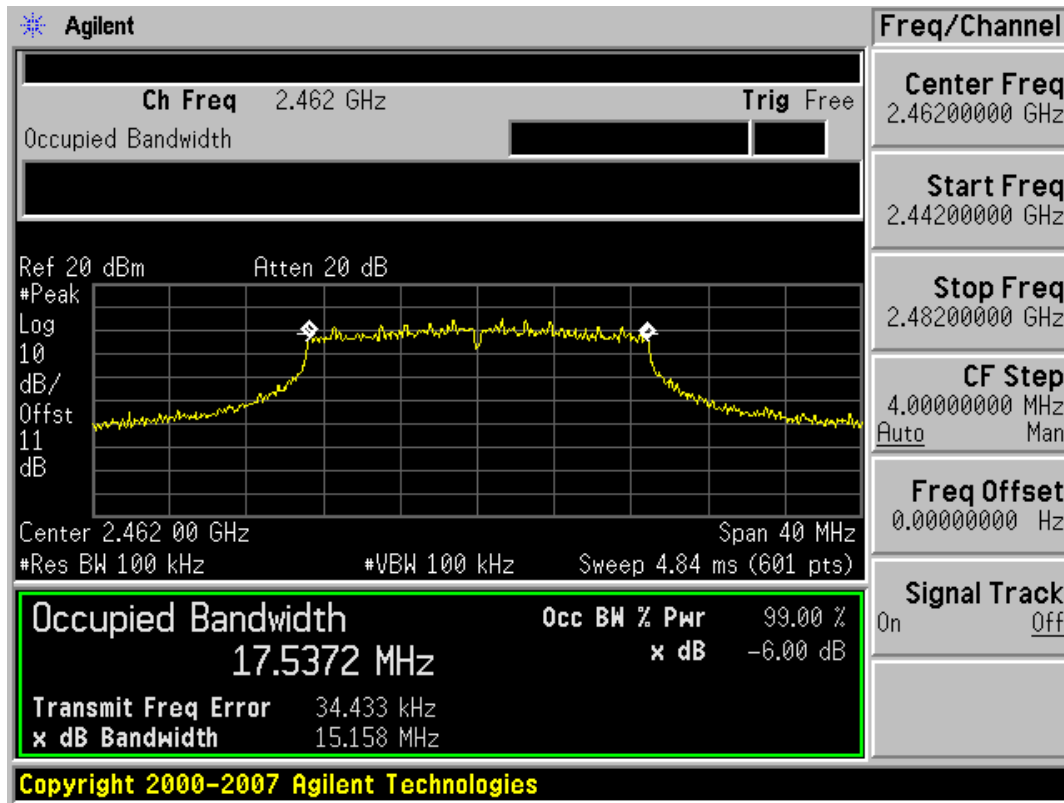 Agilent
Freq/Channel
Ch Freq 2.462 GHz Trig Free
Occupied Bandwidth
Center Freq
2.46200000 GHz
Start Freq
2.44200000 GHz
Stop Freq
2.48200000 GHz
CF Step
4.00000000 MHz
Auto Man
Freq Offset
0.00000000 Hz
Signal Track
On Off
Ref 20 dBm Atten 20 dB
#Peak
Log
10
dB/
Offst
11
dB
Center 2.462 00 GHz Span 40 MHz
#Res BW 100 kHz #VBW 100 kHz Sweep 4.84 ms (601 pts)
Occupied Bandwidth Occ BW % Pwr 99.00 %
17.5372 MHz x dB -6.00 dB
Transmit Freq Error 34.433 kHz
x dB Bandwidth 15.158 MHz
Copyright 2000-2007 Agilent Technologies